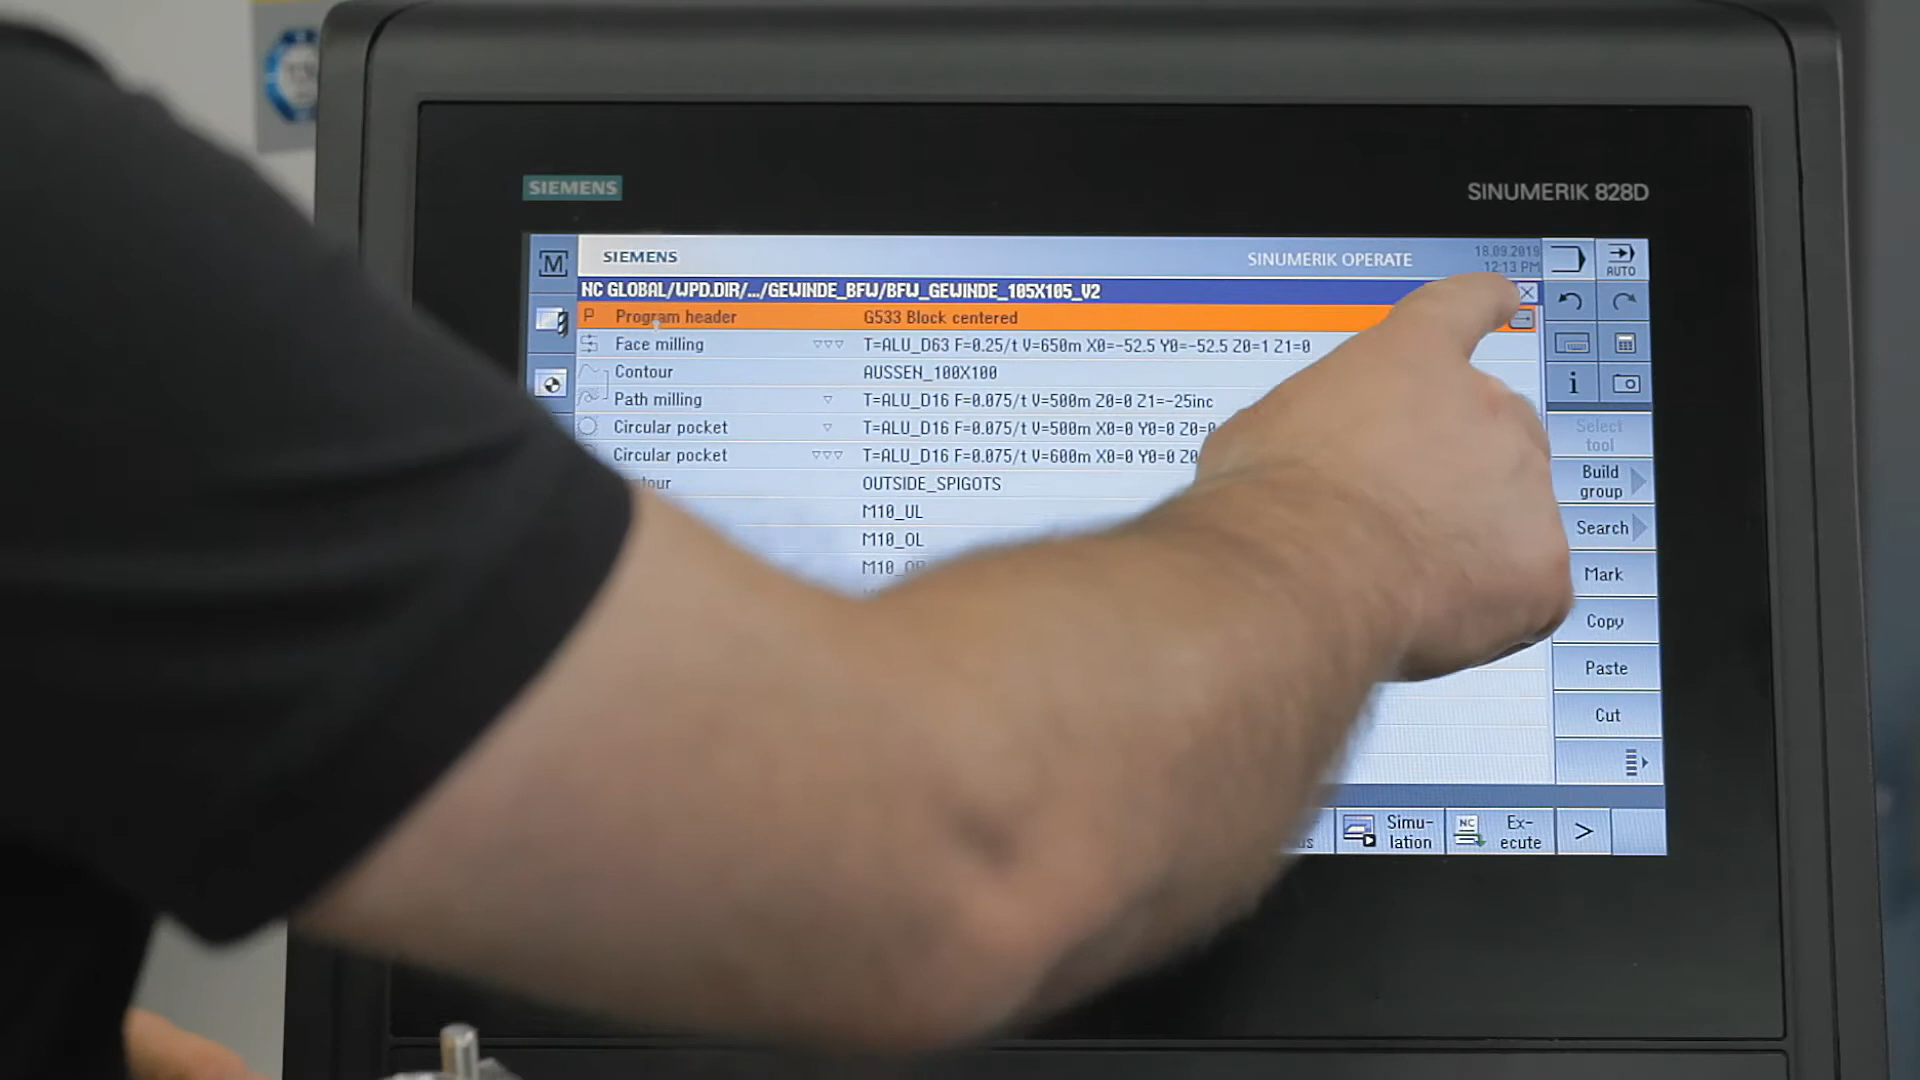 SIEMENS
SINUMERIK 828D
M
SIEMENS
SINUMERIK OPERATE
18.09.2019
12:13 PM
AUTO
NC GLOBAL/WPD.DIR/.../GEWINDE_BFW/BFW_GEWINDE_105X105_V2
P Program header G533 Block centered
Face milling ▽▽▽ T=ALU_D63 F=0.25/t V=650m X0=-52.5 Y0=-52.5 Z0=1 Z1=0
Contour AUSSEN_100X100
Path milling ▽ T=ALU_D16 F=0.075/t V=500m Z0=0 Z1=-25inc
Circular pocket ▽ T=ALU_D16 F=0.075/t V=500m X0=0 Y0=0 Z0=
Circular pocket ▽▽▽ T=ALU_D16 F=0.075/t V=600m X0=0 Y0=0 Z0
OUTSIDE_SPIGOTS
M10_UL
M10_OL
i
Select
tool
Build
group
Search
Mark
Copy
Paste
Cut
Simu-
lation
NC
Ex-
ecute
>